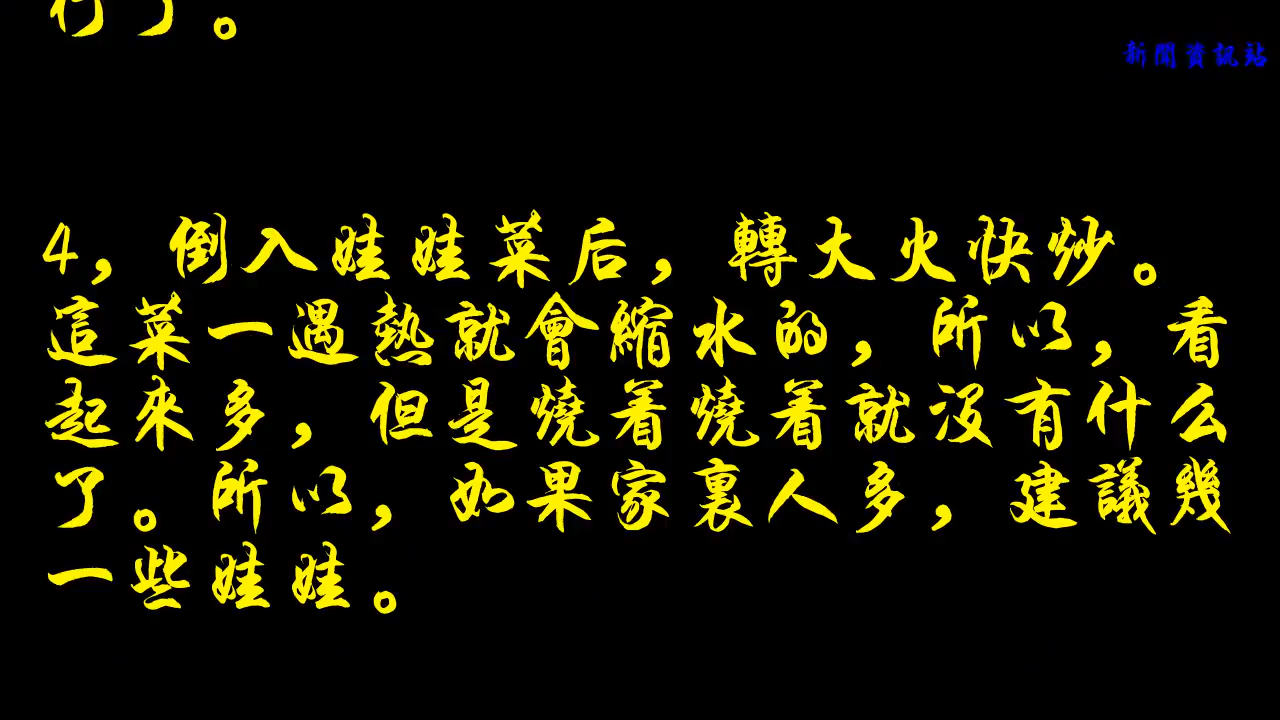 行了。
新聞資訊站
4，倒入娃娃菜后，轉大火快炒。
這菜一遇熱就會縮水的，所以，看
起來多，但是燒着燒着就沒有什么
了。所以，如果家裏人多，建議幾
一些娃娃。